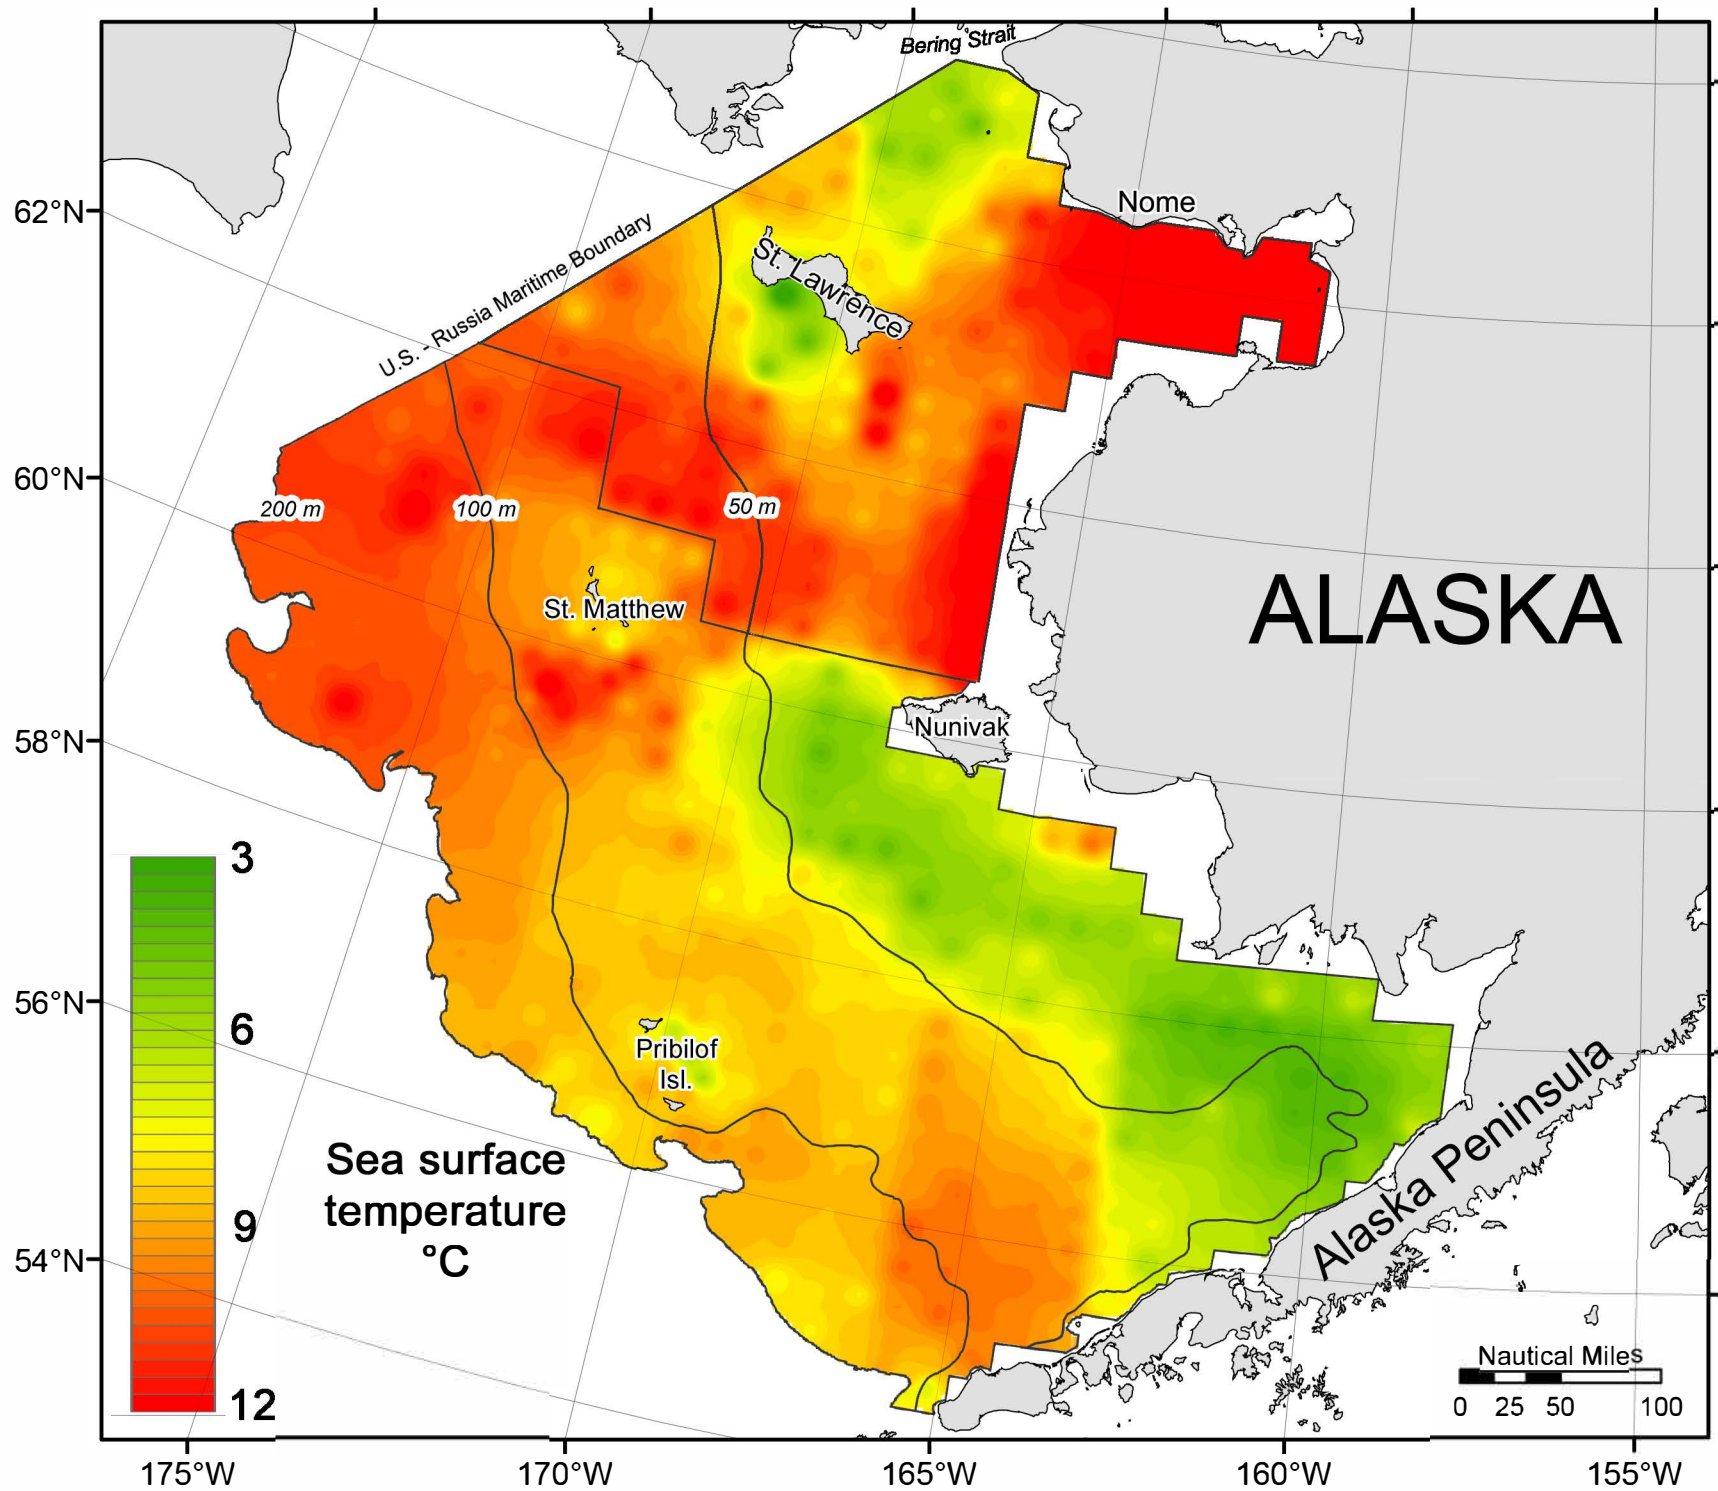 Bering Strait
Nome
62°N
St. Lawrence
U.S. - Russia Maritime Boundary
60°N
200 m
100 m
50 m
ALASKA
St. Matthew
Nunivak
58°N
3
56°N
6
Pribilof
Isl.
Alaska Peninsula
Sea surface
temperature
°C
9
54°N
12
Nautical Miles
0 25 50 100
175°W 170°W 165°W 160°W 155°W